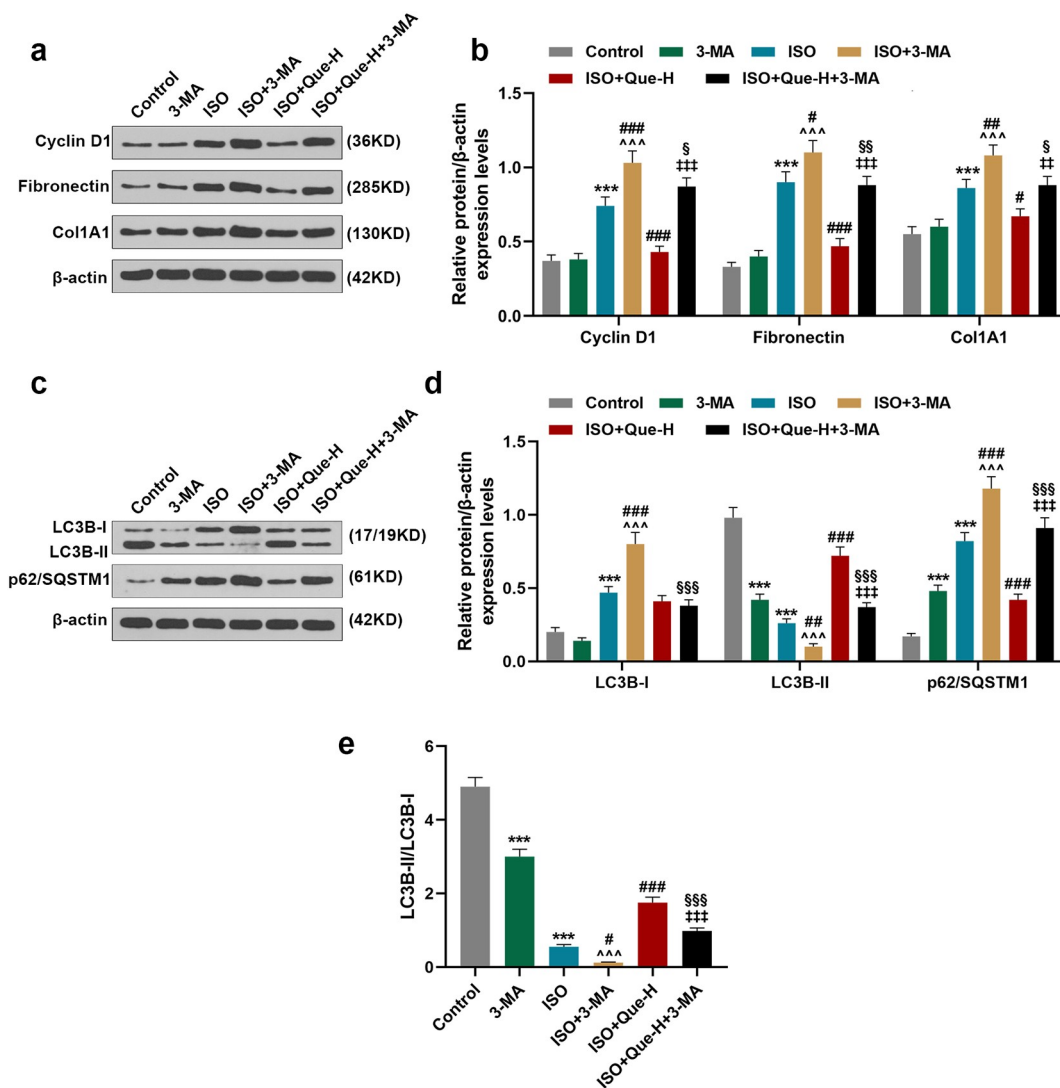 a
Control
3-MA
ISO
ISO+3-MA
ISO+Que-H
ISO+Que-H+3-MA
Cyclin D1
(36KD)
Fibronectin
(285KD)
Col1A1
(130KD)
β-actin
(42KD)
b
Control 3-MA ISO ISO+3-MA
ISO+Que-H ISO+Que-H+3-MA
Relative protein/β-actin
expression levels
1.5
1.0
0.5
0.0
***
###
^^^
###
§
‡‡‡
***
#
^^^
###
§§
‡‡‡
***
##
^^^
#
§
‡‡
Cyclin D1 Fibronectin Col1A1
c
Control
3-MA
ISO
ISO+3-MA
ISO+Que-H
ISO+Que-H+3-MA
LC3B-I
LC3B-II
(17/19KD)
p62/SQSTM1
(61KD)
β-actin
(42KD)
d
Control 3-MA ISO ISO+3-MA
ISO+Que-H ISO+Que-H+3-MA
Relative protein/β-actin
expression levels
1.5
1.0
0.5
0.0
***
###
^^^
§§§
***
***
##
^^^
###
§§§
‡‡‡
***
***
###
^^^
###
§§§
‡‡‡
LC3B-I LC3B-II p62/SQSTM1
e
LC3B-II/LC3B-I
6
4
2
0
***
***
#
^^^
###
§§§
‡‡‡
Control
3-MA
ISO
ISO+3-MA
ISO+Que-H
ISO+Que-H+3-MA